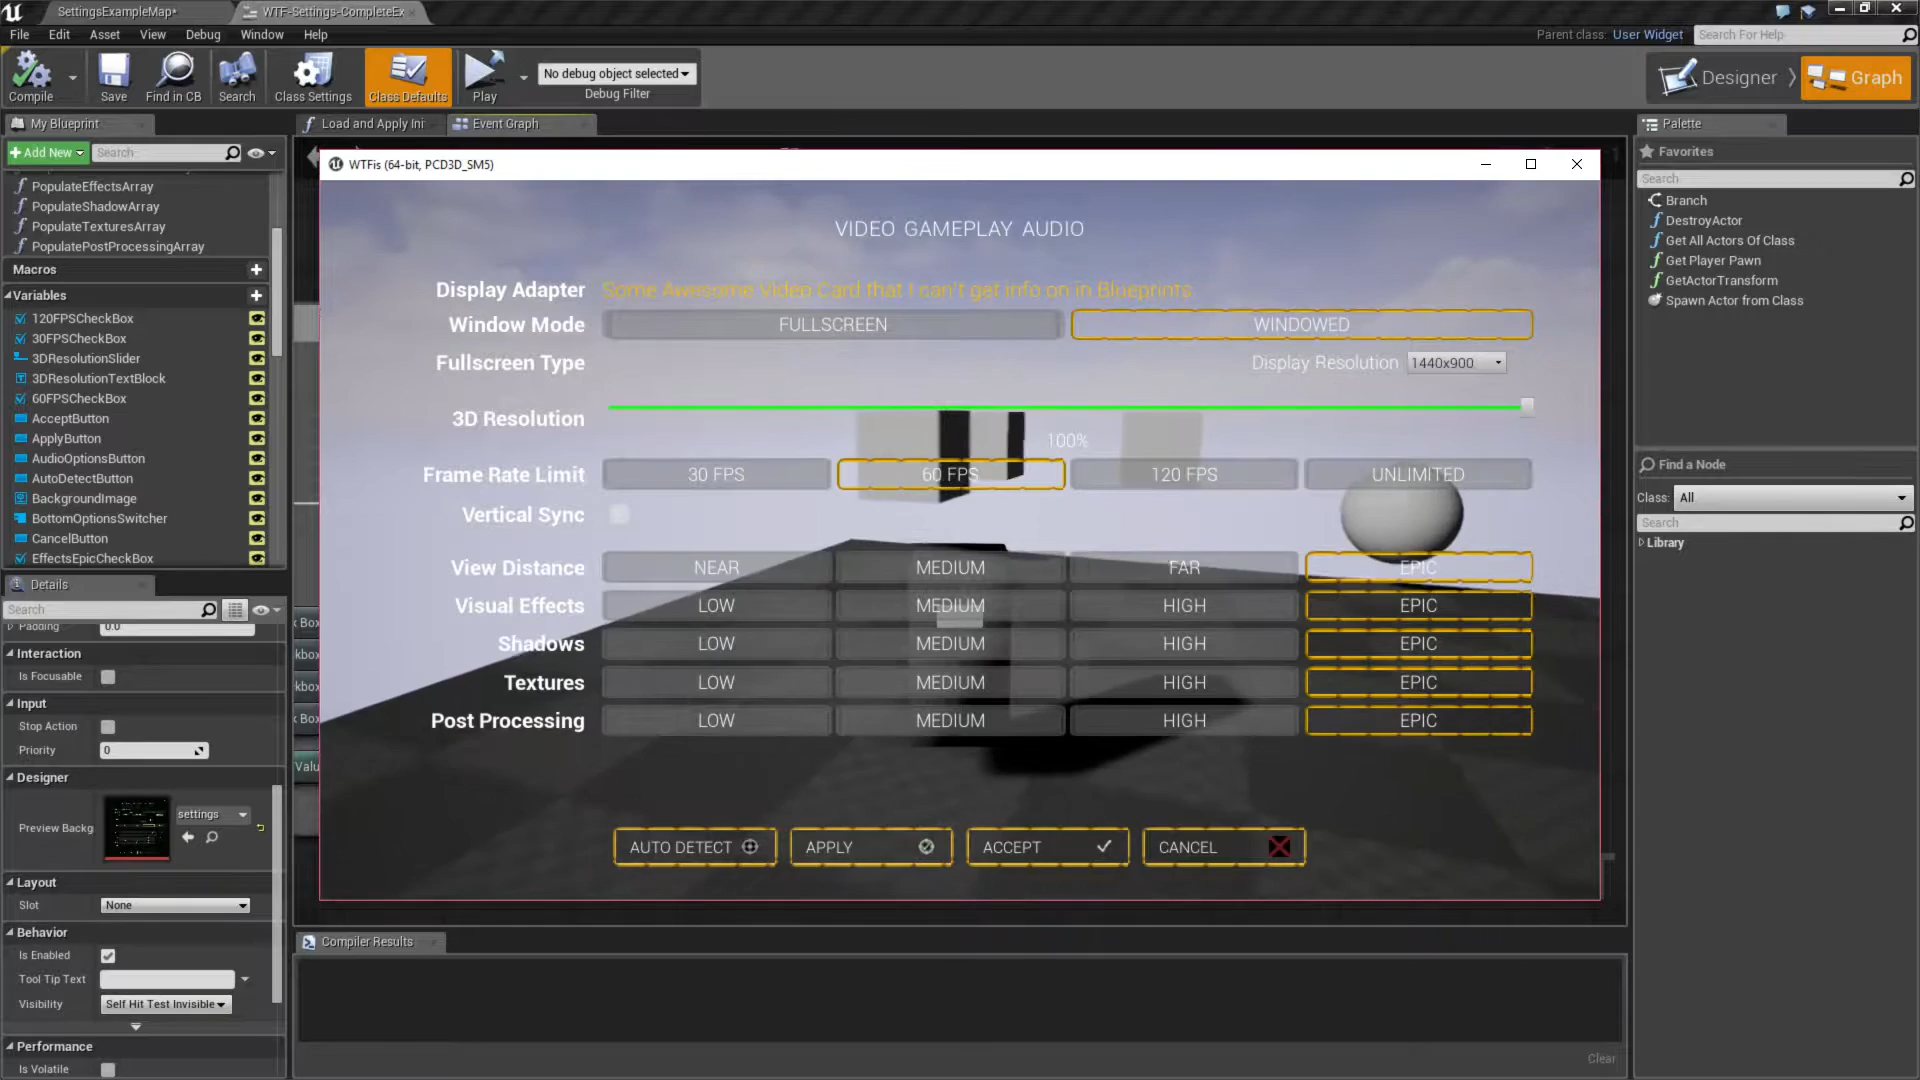 SettingsExampleMap*
WTF-Settings-CompleteEx
File Edit Asset View Debug Window Help
Parent class: User Widget
Search For Help
Compile
Save
Find in CB
Search
Class Settings
Class Defaults
Play
No debug object selected
Debug Filter
Designer
Graph
My Blueprint
Load and Apply Ini
Event Graph
Palette
Add New
Search
PopulateEffectsArray
PopulateShadowArray
PopulateTexturesArray
PopulatePostProcessingArray
Macros
Variables
120FPSCheckBox
30FPSCheckBox
3DResolutionSlider
3DResolutionTextBlock
60FPSCheckBox
AcceptButton
ApplyButton
AudioOptionsButton
AutoDetectButton
BackgroundImage
BottomOptionsSwitcher
CancelButton
EffectsEpicCheckBox
Details
Search
Padding 0.0
Interaction
Is Focusable
Input
Stop Action
Priority 0
Designer
Preview Backg
settings
Layout
Slot None
Behavior
Is Enabled
Tool Tip Text
Visibility Self Hit Test Invisible
Performance
Is Volatile
WTFis (64-bit, PCD3D_SM5)
VIDEO GAMEPLAY AUDIO
Display Adapter Some Awesome Video Card that I can't get info on in Blueprints
Window Mode FULLSCREEN WINDOWED
Fullscreen Type Display Resolution 1440x900
3D Resolution
100%
Frame Rate Limit 30 FPS 60 FPS 120 FPS UNLIMITED
Vertical Sync
View Distance NEAR MEDIUM FAR EPIC
Visual Effects LOW MEDIUM HIGH EPIC
Shadows LOW MEDIUM HIGH EPIC
Textures LOW MEDIUM HIGH EPIC
Post Processing LOW MEDIUM HIGH EPIC
AUTO DETECT APPLY ACCEPT CANCEL
k Box
kbox
kbox
k Box
Valu
Compiler Results
Clear
Favorites
Search
Branch
DestroyActor
Get All Actors Of Class
Get Player Pawn
GetActorTransform
Spawn Actor from Class
Find a Node
Class: All
Search
Library